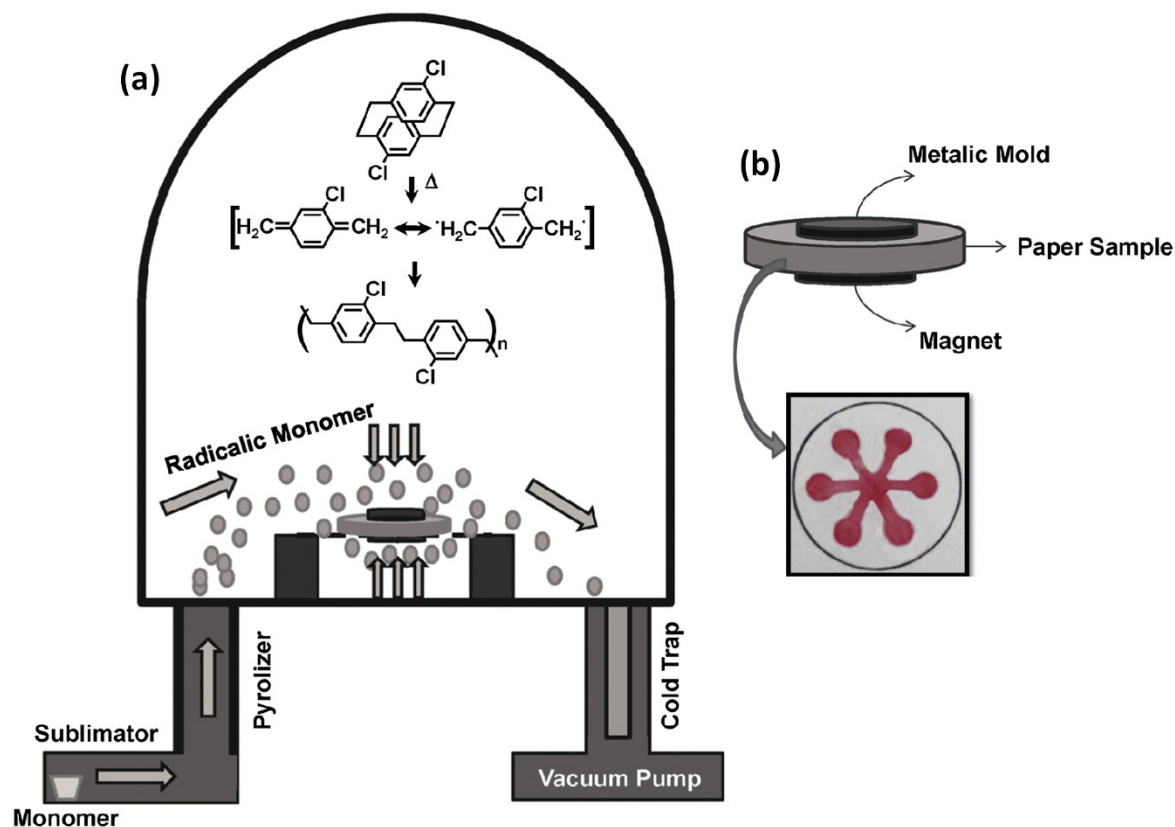 (a)
Cl
Cl
Δ
Cl
[H₂C CH₂ ↔ ·H₂C CH₂·]
Cl
Cl
( )n
Cl
Radicalic Monomer
Pyrolizer
Cold Trap
Sublimator
Monomer
Vacuum Pump
(b)
Metalic Mold
Paper Sample
Magnet